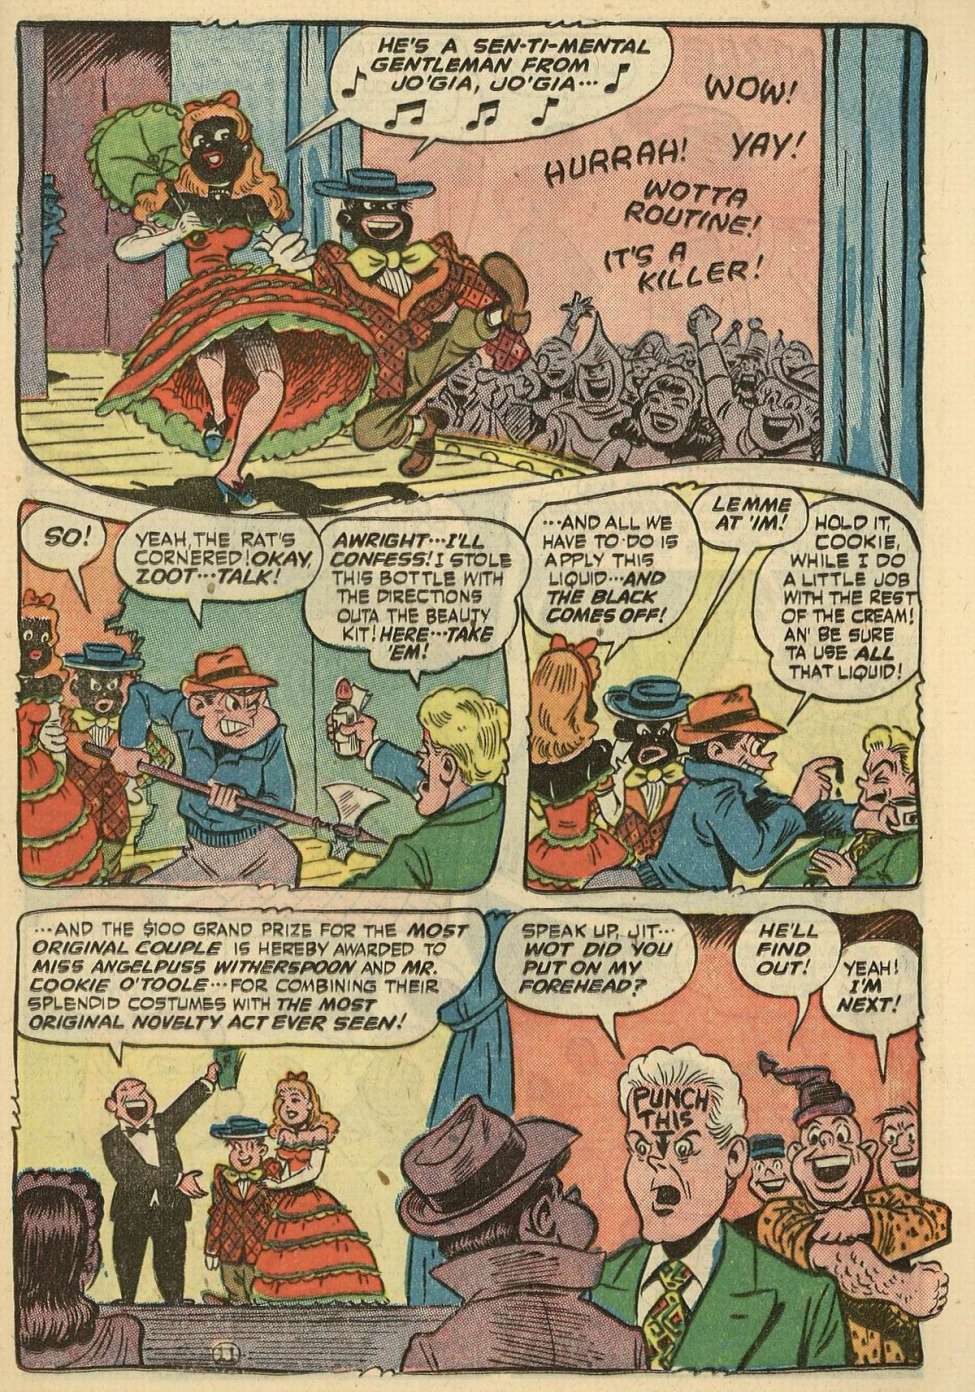 HE'S A SEN-TI-MENTAL
GENTLEMAN FROM
JO'GIA, JO'GIA...
WOW!
HURRAH!
YAY!
WOTTA
ROUTINE!
IT'S A
KILLER!
SO!
YEAH, THE RAT'S
CORNERED! OKAY,
ZOOT...TALK!
AWRIGHT...I'LL
CONFESS! I STOLE
THIS BOTTLE WITH
THE DIRECTIONS
OUTA THE BEAUTY
KIT! HERE...TAKE
'EM!
...AND ALL WE
HAVE TO DO IS
APPLY THIS
LIQUID...AND
THE BLACK
COMES OFF!
LEMME
AT 'IM!
HOLD IT,
COOKIE,
WHILE I DO
A LITTLE JOB
WITH THE REST
OF THE CREAM!
AN' BE SURE
TA USE ALL
THAT LIQUID!
...AND THE $100 GRAND PRIZE FOR THE MOST
ORIGINAL COUPLE IS HEREBY AWARDED TO
MISS ANGELPUSS WITHERSPOON AND MR.
COOKIE O'TOOLE...FOR COMBINING THEIR
SPLENDID COSTUMES WITH THE MOST
ORIGINAL NOVELTY ACT EVER SEEN!
SPEAK UP, JIT...
WOT DID YOU
PUT ON MY
FOREHEAD?
HE'LL
FIND
OUT!
YEAH!
I'M
NEXT!
PUNCH
THIS
11